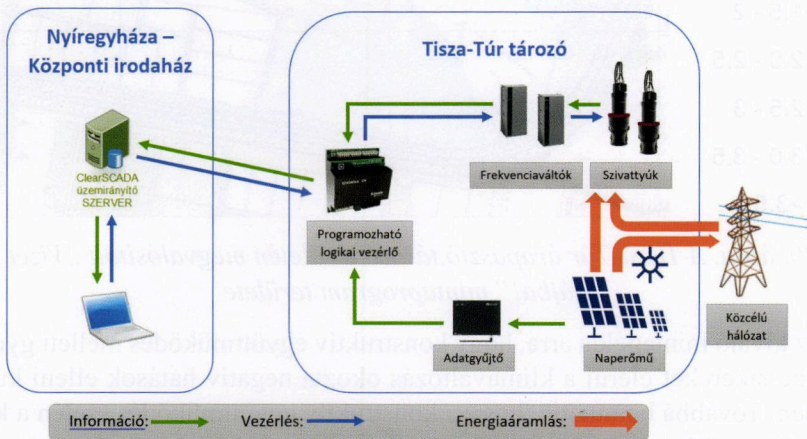 Nyíregyháza -
Központi irodaház
Tisza-Túr tározó
ClearSCADA
üzemirányító
SZERVER
Programozható
logikai vezérlő
Frekvenciaváltók
Szivattyúk
Adatgyűjtő
Naperőmű
Közcélú
hálózat
Információ:
Vezérlés:
Energiaáramlás: